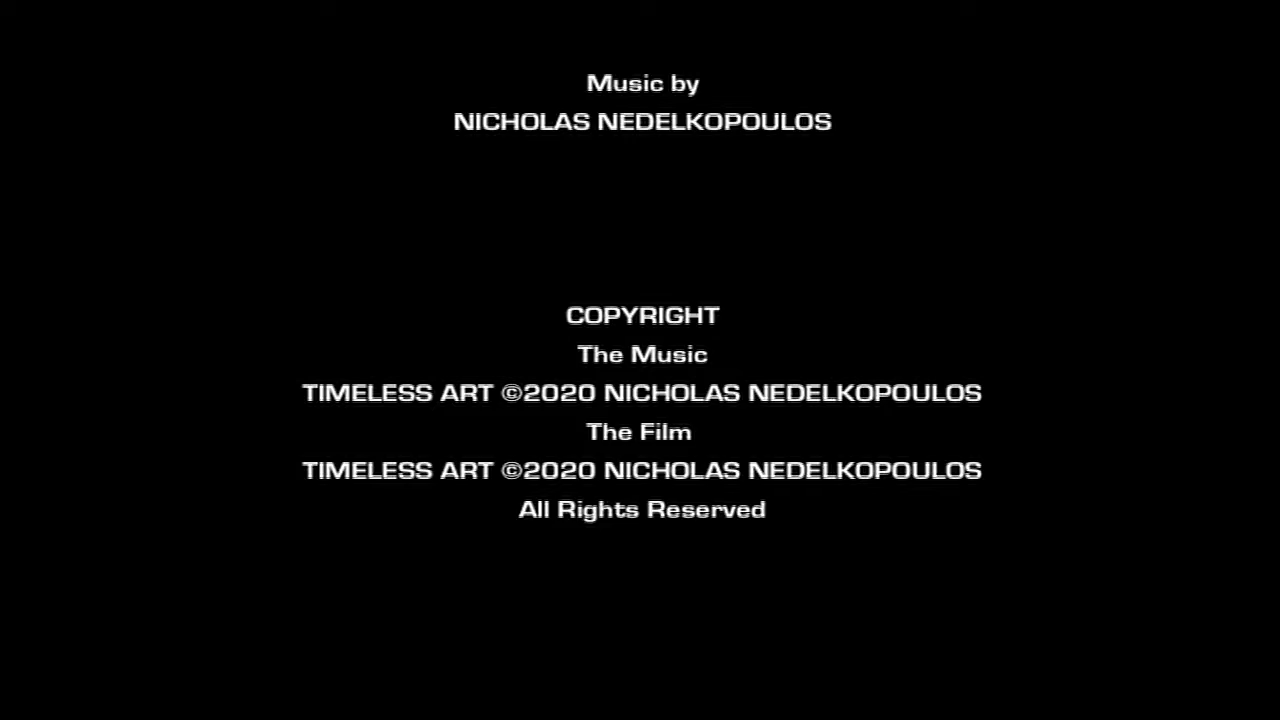 Music by
NICHOLAS NEDELKOPOULOS
COPYRIGHT
The Music
TIMELESS ART ©2020 NICHOLAS NEDELKOPOULOS
The Film
TIMELESS ART ©2020 NICHOLAS NEDELKOPOULOS
All Rights Reserved